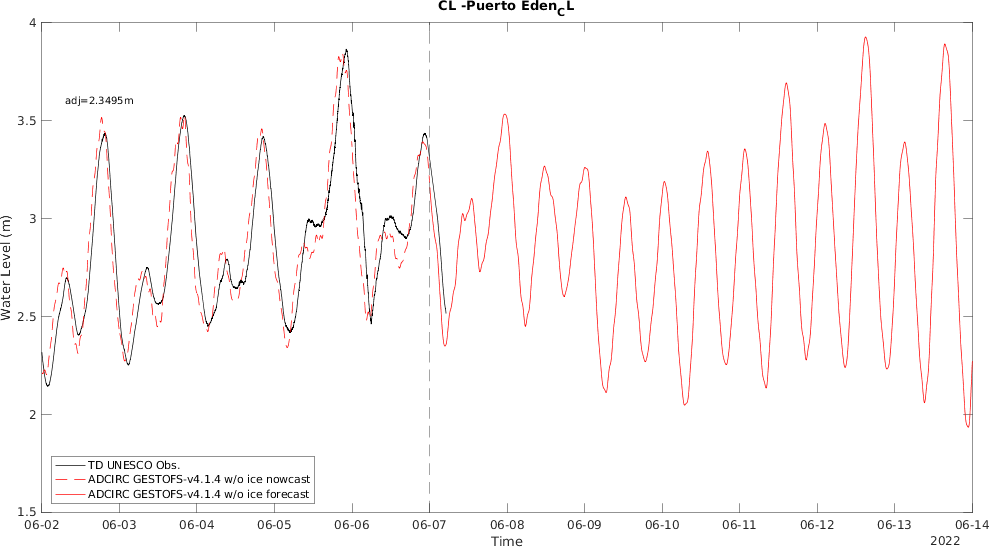 CL -Puerto Eden_CL
4
3.5
3
2.5
2
1.5
Water Level (m)
adj=2.3495m
TD UNESCO Obs.
ADCIRC GESTOFS-v4.1.4 w/o ice nowcast
ADCIRC GESTOFS-v4.1.4 w/o ice forecast
06-02 06-03 06-04 06-05 06-06 06-07 06-08 06-09 06-10 06-11 06-12 06-13 06-14
Time
2022